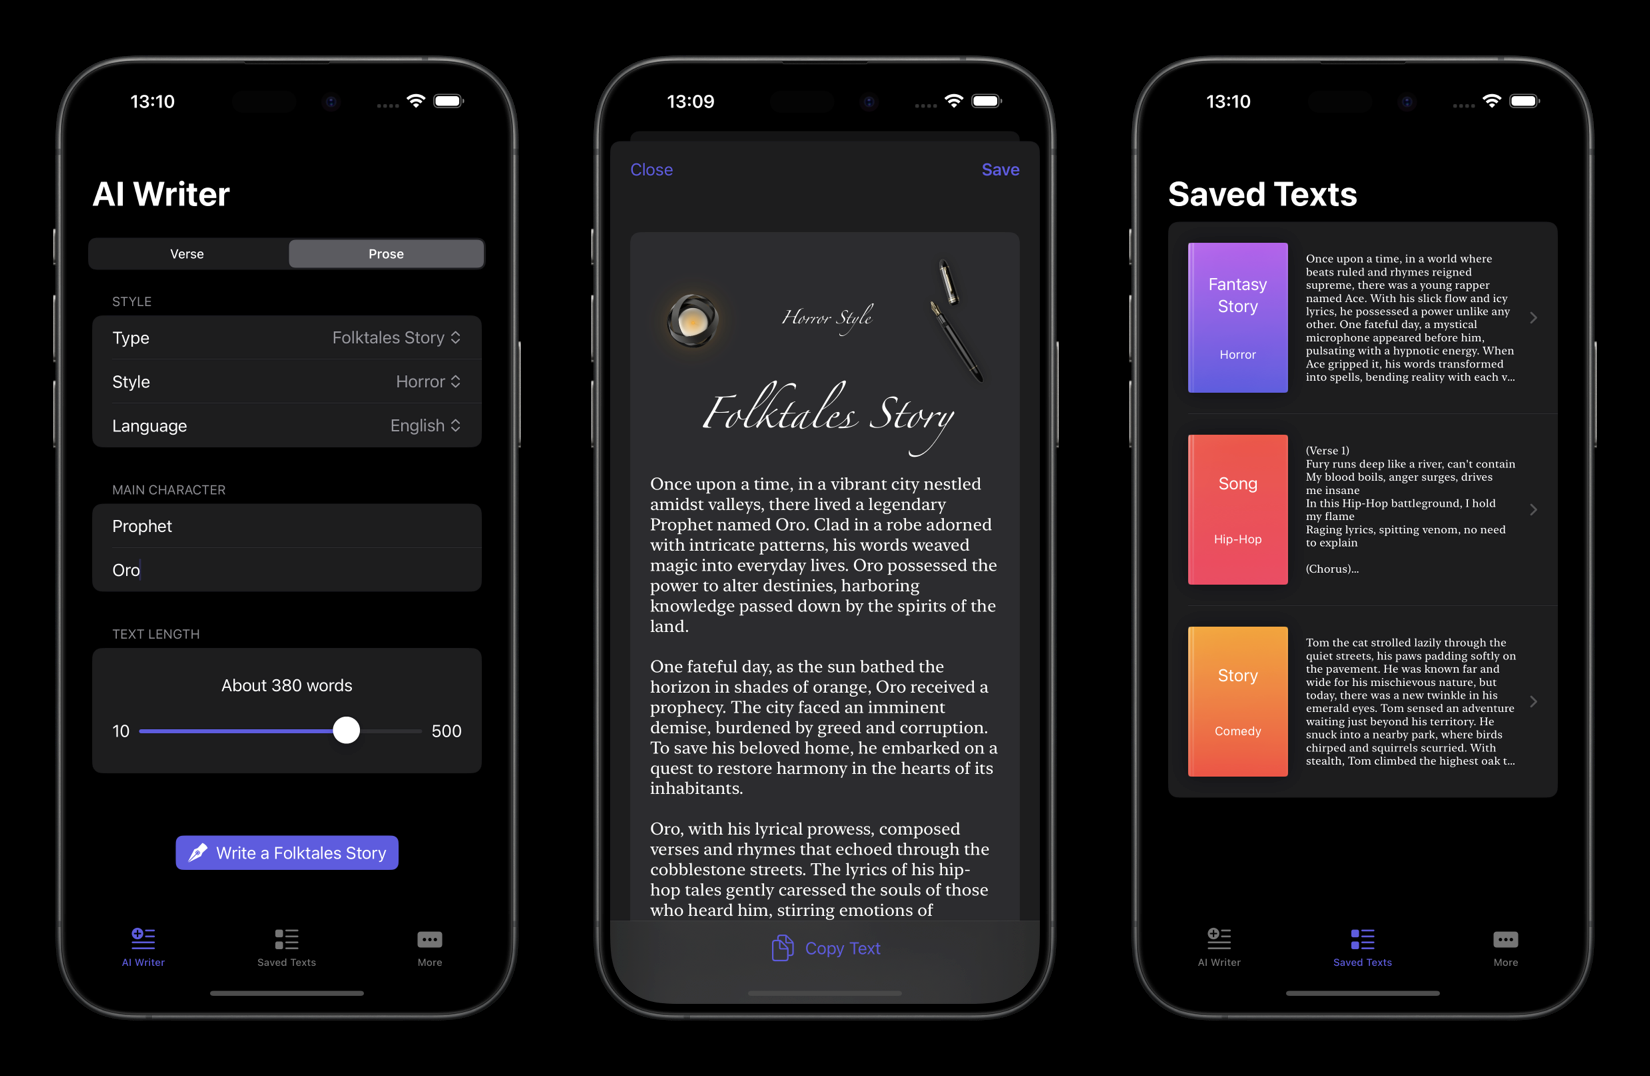 13:10
AI Writer
Verse
Prose
STYLE
Type
Folktales Story
Style
Horror
Language
English
MAIN CHARACTER
Prophet
Oro
TEXT LENGTH
About 380 words
10
500
Write a Folktales Story
AI Writer
Saved Texts
More
13:09
Close
Save
Horror Style
Folktales Story
Once upon a time, in a vibrant city nestled
amidst valleys, there lived a legendary
Prophet named Oro. Clad in a robe adorned
with intricate patterns, his words weaved
magic into everyday lives. Oro possessed the
power to alter destinies, harboring
knowledge passed down by the spirits of the
land.
One fateful day, as the sun bathed the
horizon in shades of orange, Oro received a
prophecy. The city faced an imminent
demise, burdened by greed and corruption.
To save his beloved home, he embarked on a
quest to restore harmony in the hearts of its
inhabitants.
Oro, with his lyrical prowess, composed
verses and rhymes that echoed through the
cobblestone streets. The lyrics of his hip-
hop tales gently caressed the souls of those
who heard him, stirring emotions of
Copy Text
13:10
Saved Texts
Fantasy
Story
Horror
Once upon a time, in a world where
beats ruled and rhymes reigned
supreme, there was a young rapper
named Ace. With his slick flow and icy
lyrics, he possessed a power unlike any
other. One fateful day, a mystical
microphone appeared before him,
pulsating with a hypnotic energy. When
Ace gripped it, his words transformed
into spells, bending reality with each v...
Song
Hip-Hop
(Verse 1)
Fury runs deep like a river, can't contain
My blood boils, anger surges, drives
me insane
In this Hip-Hop battleground, I hold
my flame
Raging lyrics, spitting venom, no need
to explain
(Chorus)...
Story
Comedy
Tom the cat strolled lazily through the
quiet streets, his paws padding softly on
the pavement. He was known far and
wide for his mischievous nature, but
today, there was a new twinkle in his
emerald eyes. Tom sensed an adventure
waiting just beyond his territory. He
snuck into a nearby park, where birds
chirped and squirrels scurried. With
stealth, Tom climbed the highest oak t...
AI Writer
Saved Texts
More